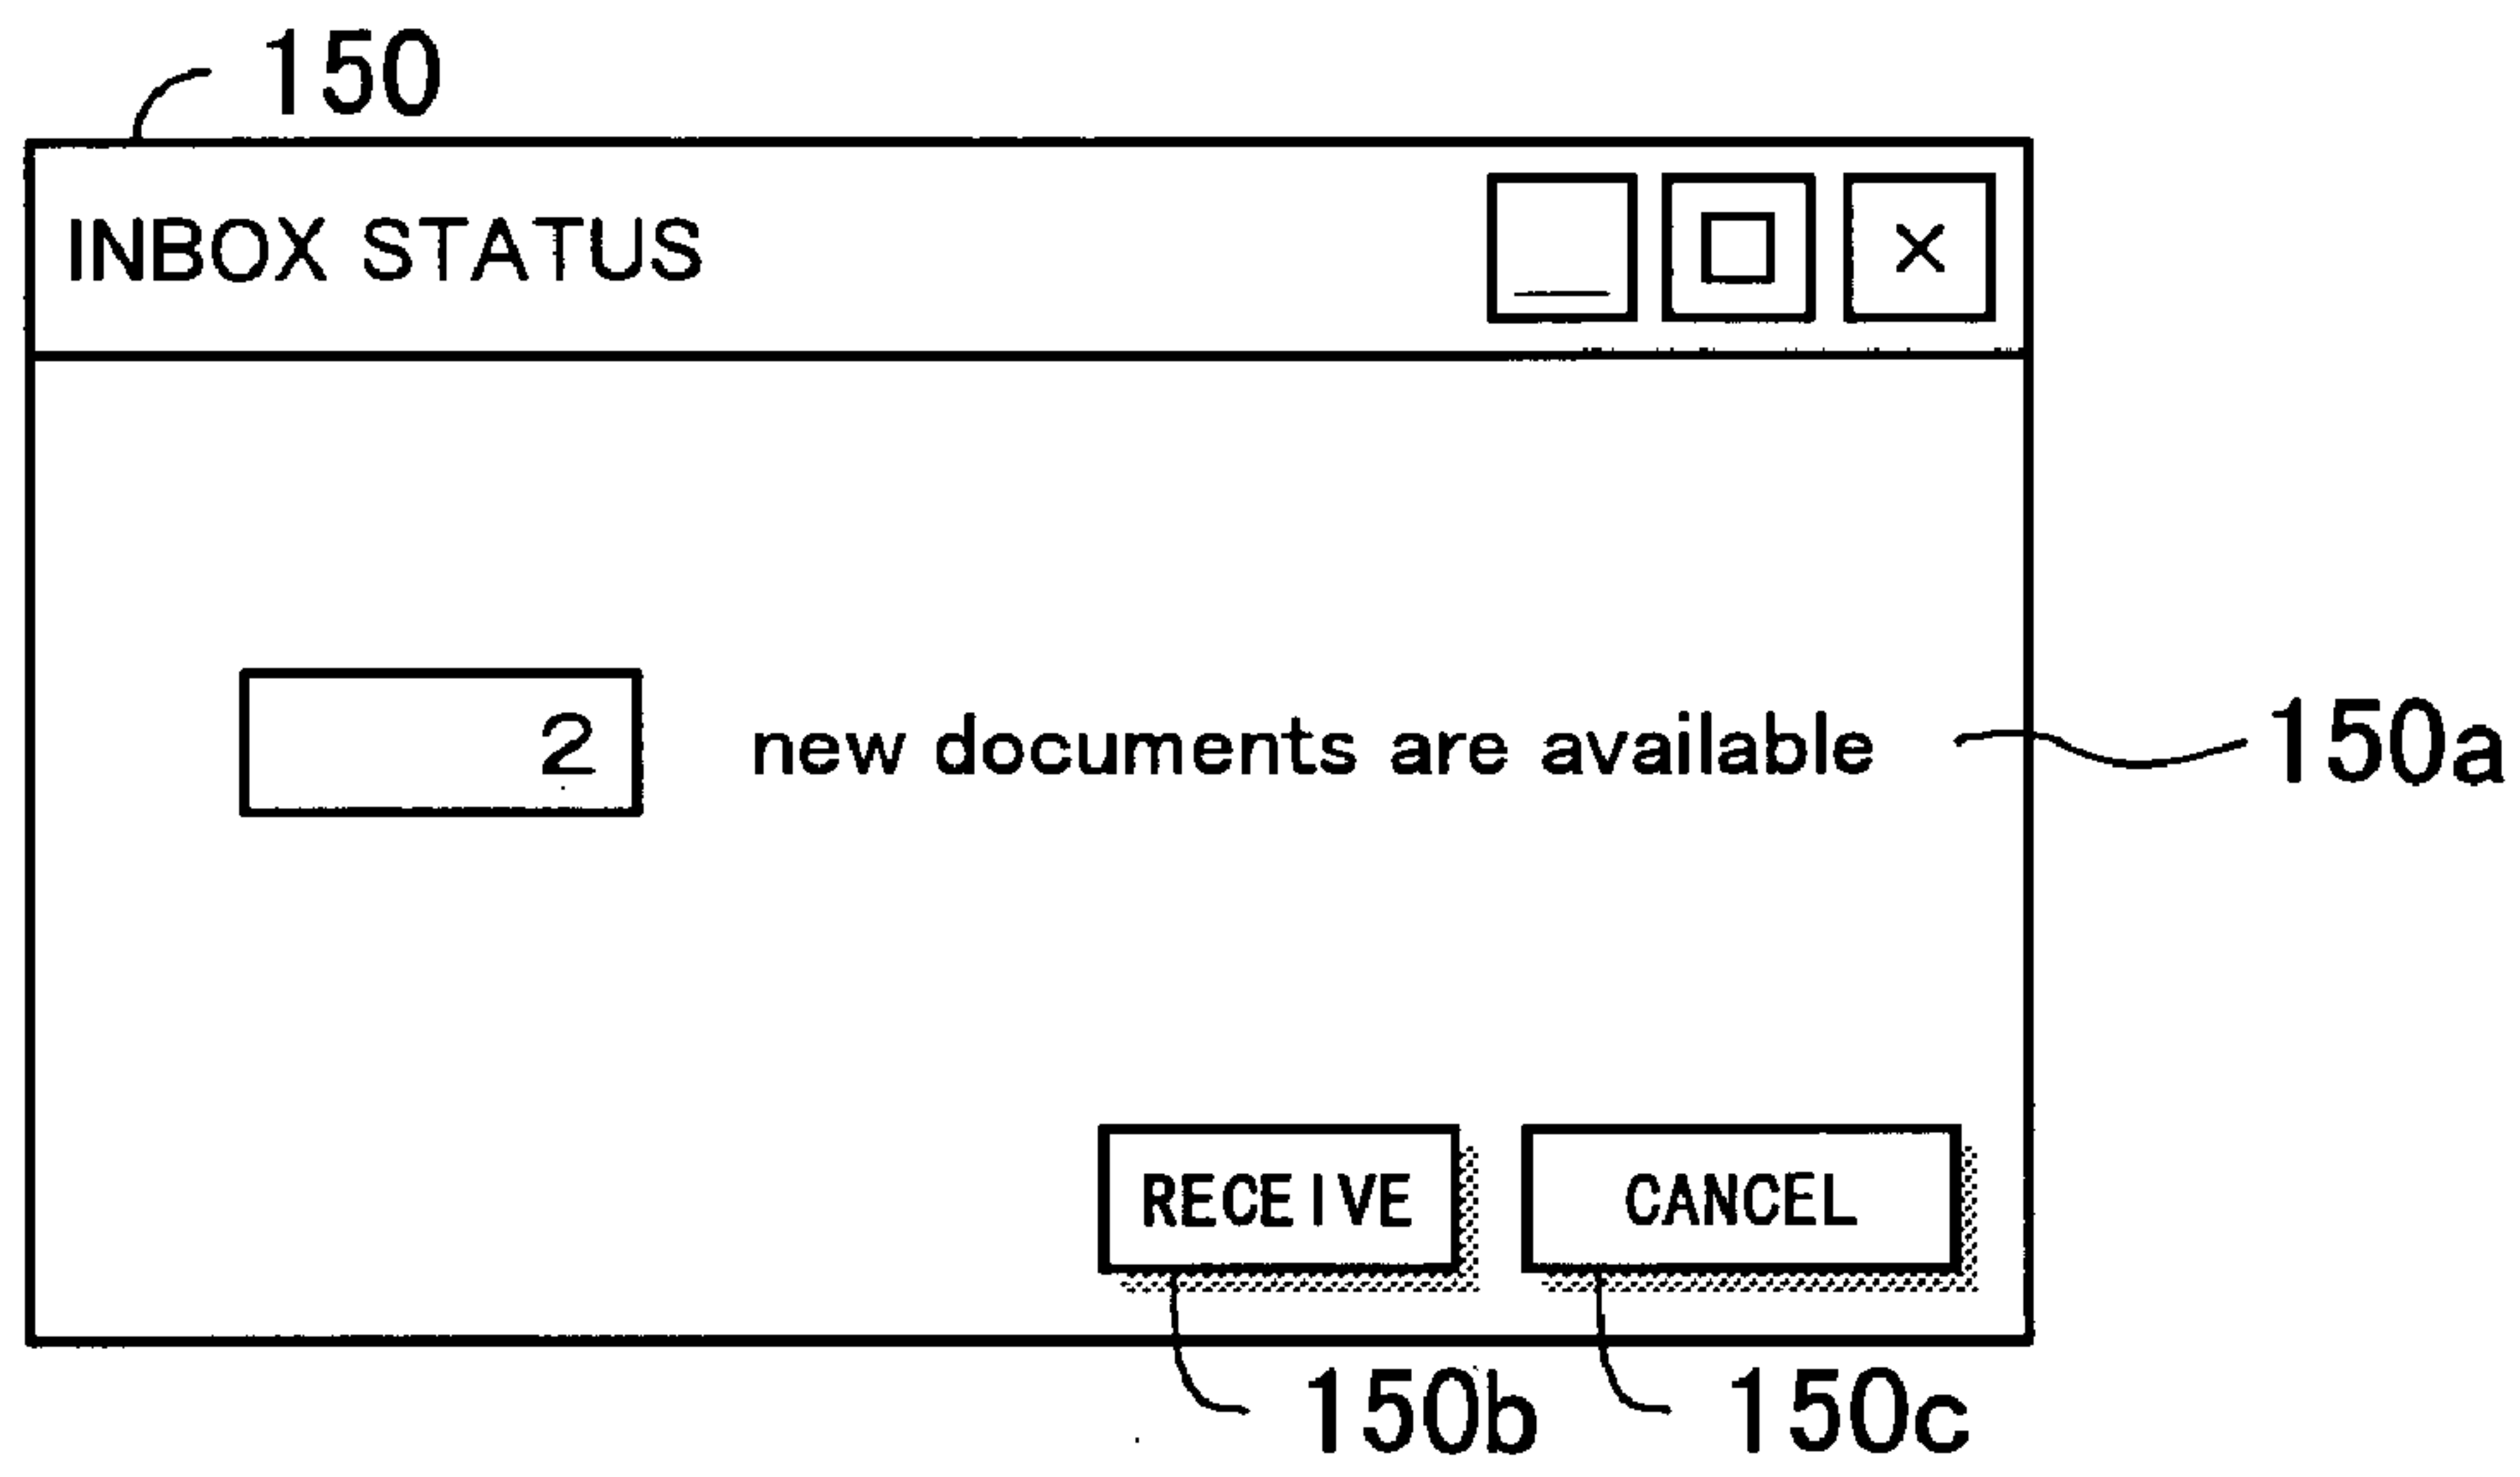 150
INBOX STATUS
2 new documents are available
150a
RECEIVE CANCEL
150b 150c